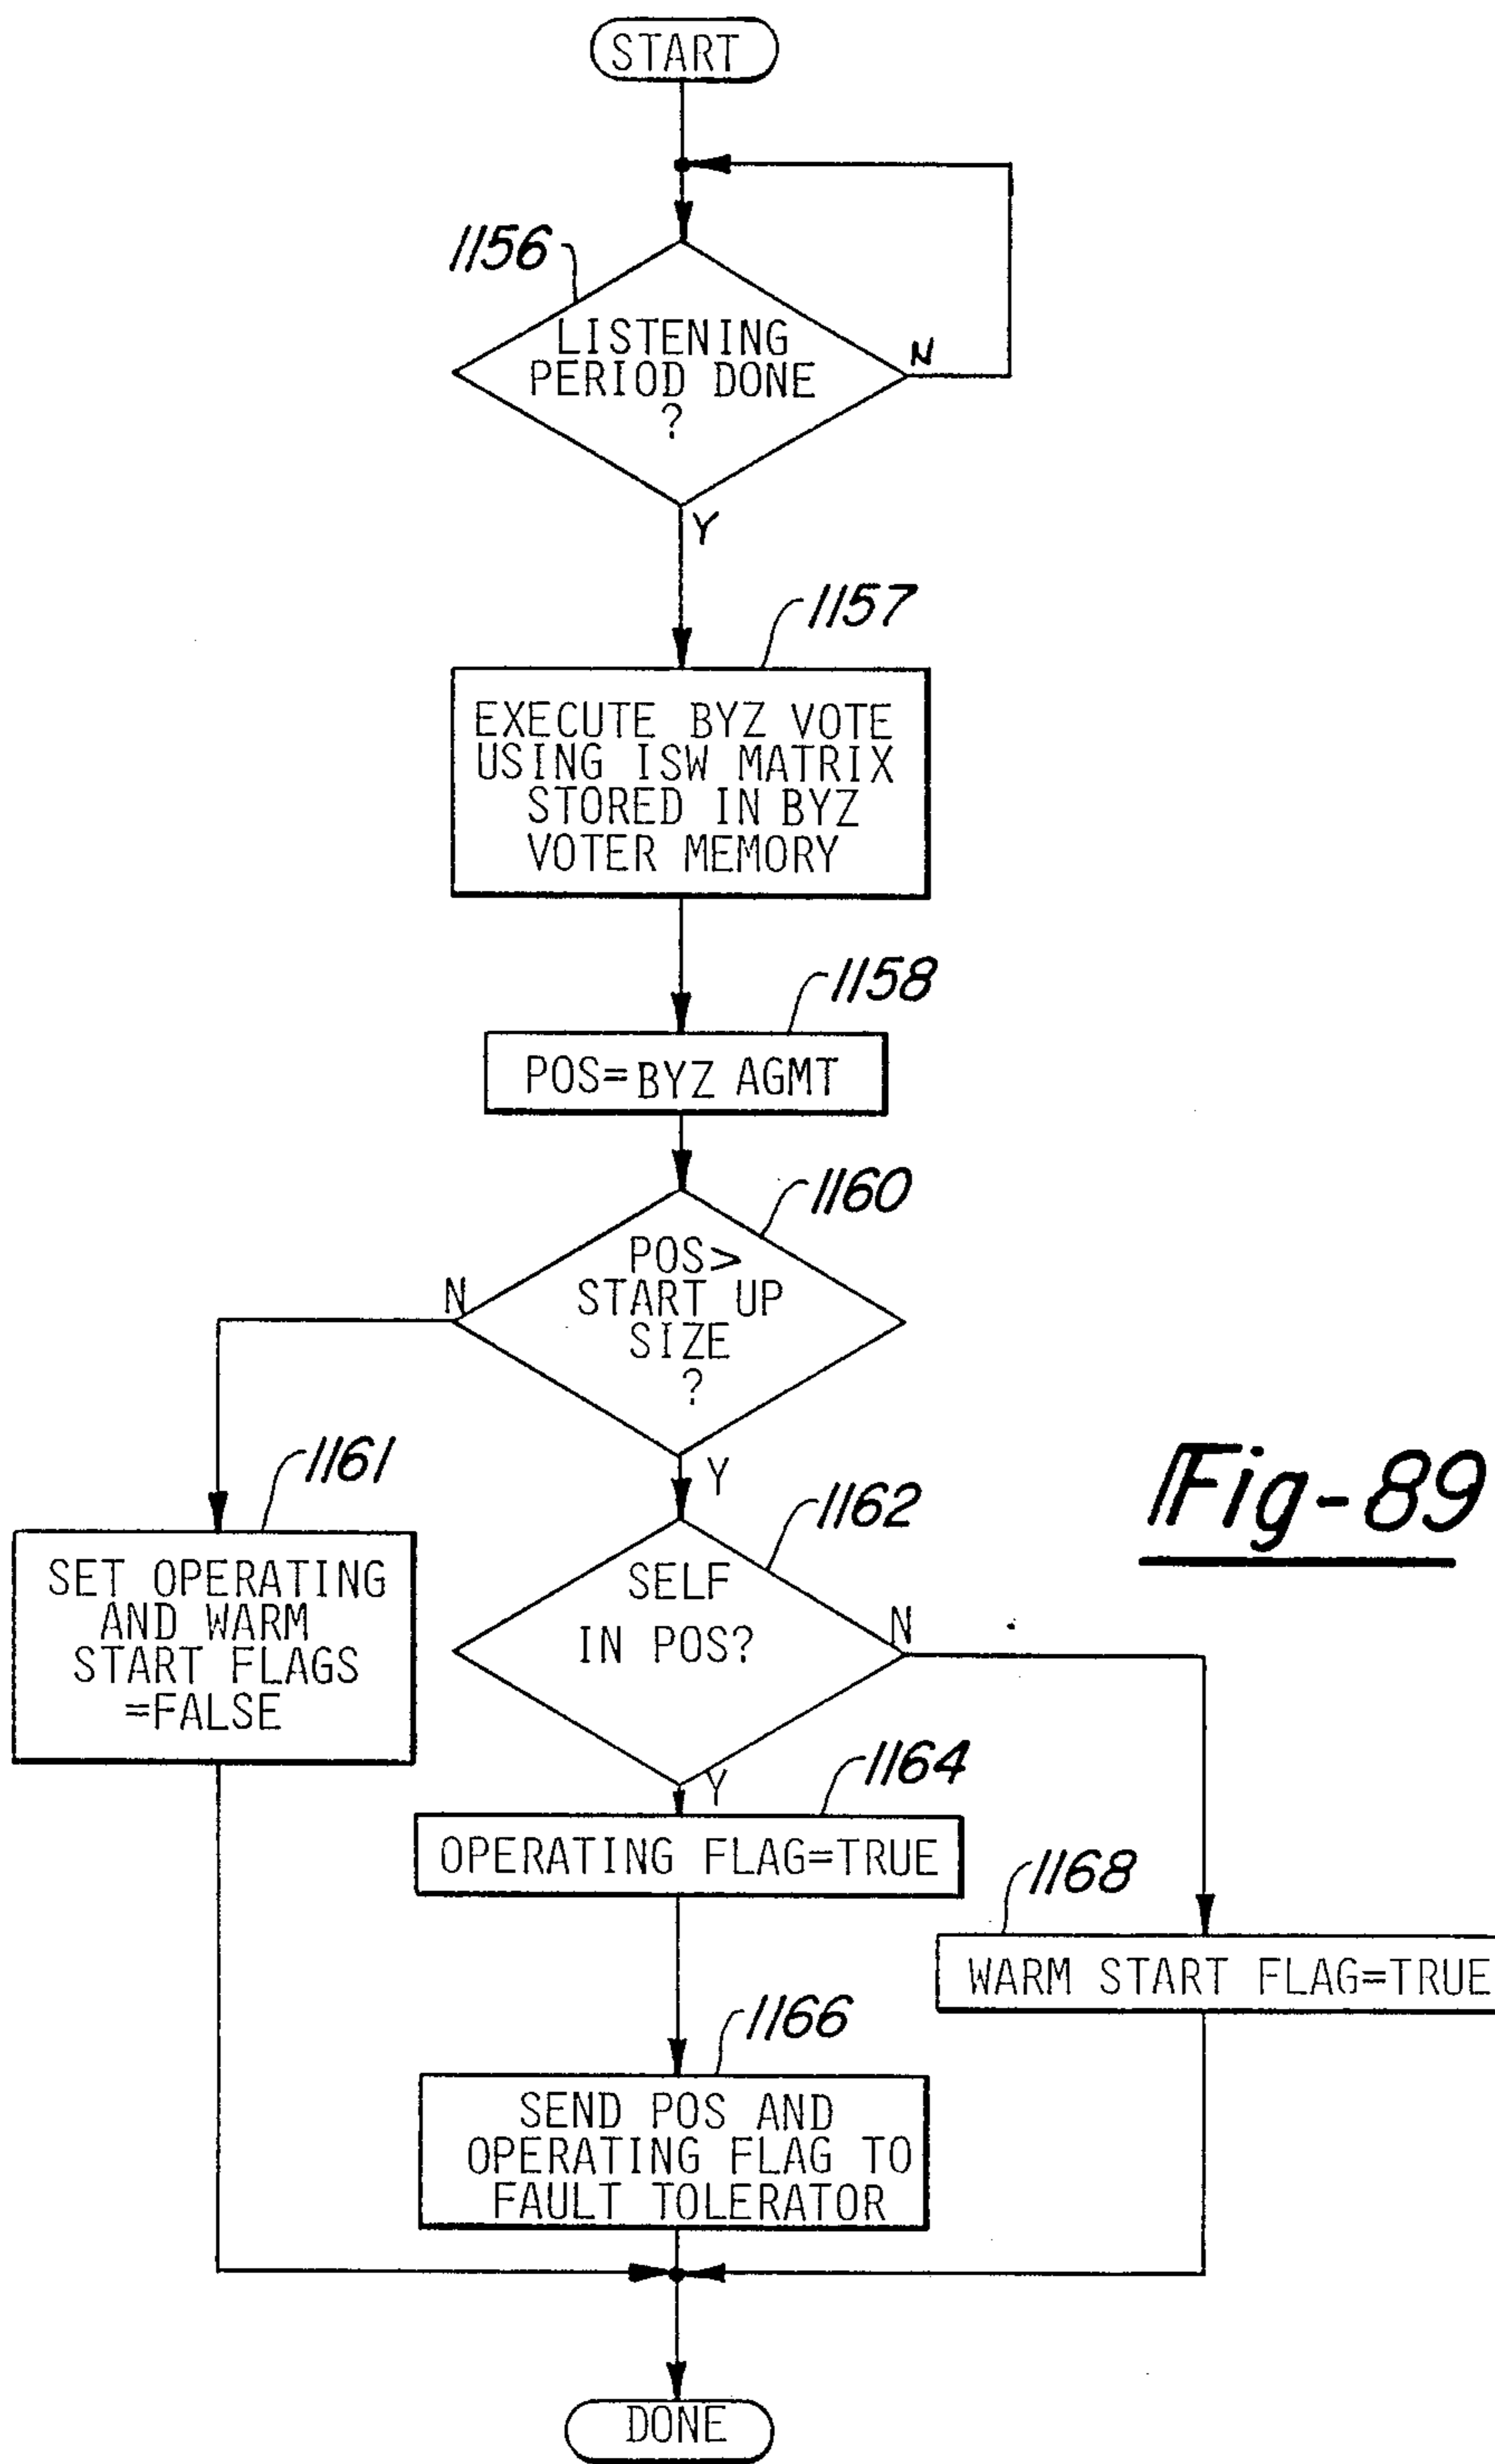 START
1156
LISTENING
PERIOD DONE
?
N
Y
1157
EXECUTE BYZ VOTE
USING ISW MATRIX
STORED IN BYZ
VOTER MEMORY
1158
POS=BYZ AGMT
1160
POS>
START UP
SIZE
?
N
Y
1161
SET OPERATING
AND WARM
START FLAGS
=FALSE
1162
SELF
IN POS?
N
Y
Fig-89
1164
OPERATING FLAG=TRUE
1168
WARM START FLAG=TRUE
1166
SEND POS AND
OPERATING FLAG TO
FAULT TOLERATOR
DONE